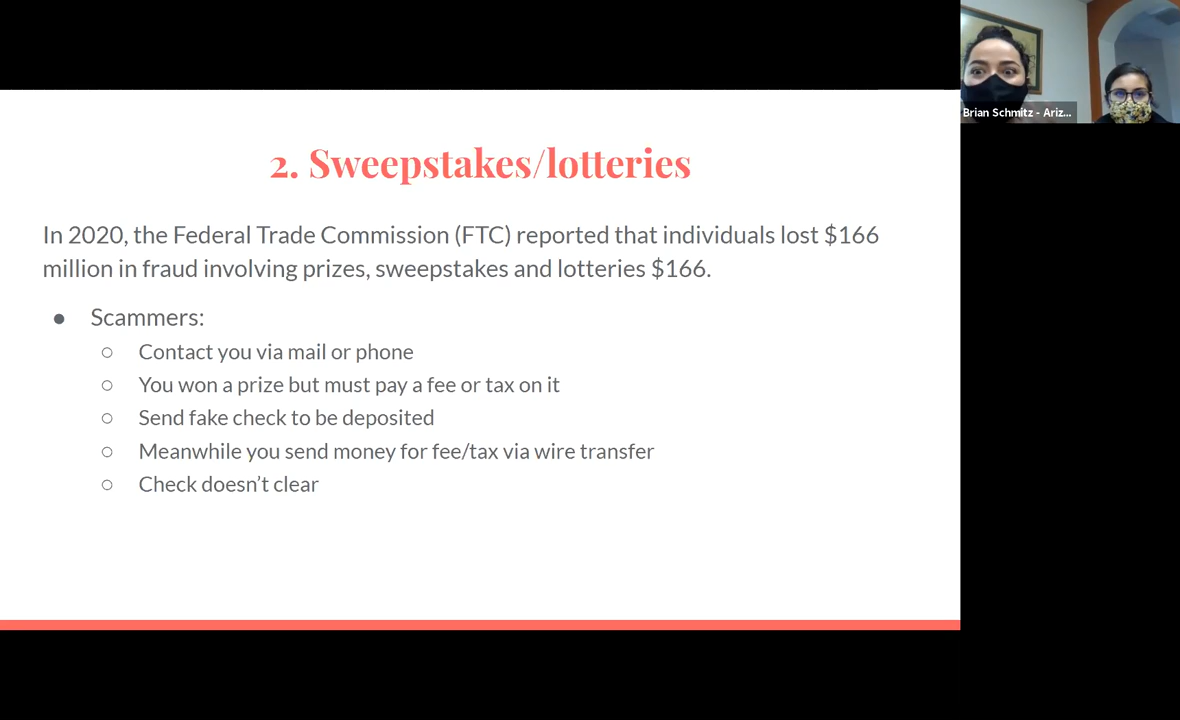 Brian Schmitz - Ariz...
2. Sweepstakes/lotteries
In 2020, the Federal Trade Commission (FTC) reported that individuals lost $166
million in fraud involving prizes, sweepstakes and lotteries $166.
● Scammers:
○ Contact you via mail or phone
○ You won a prize but must pay a fee or tax on it
○ Send fake check to be deposited
○ Meanwhile you send money for fee/tax via wire transfer
○ Check doesn’t clear